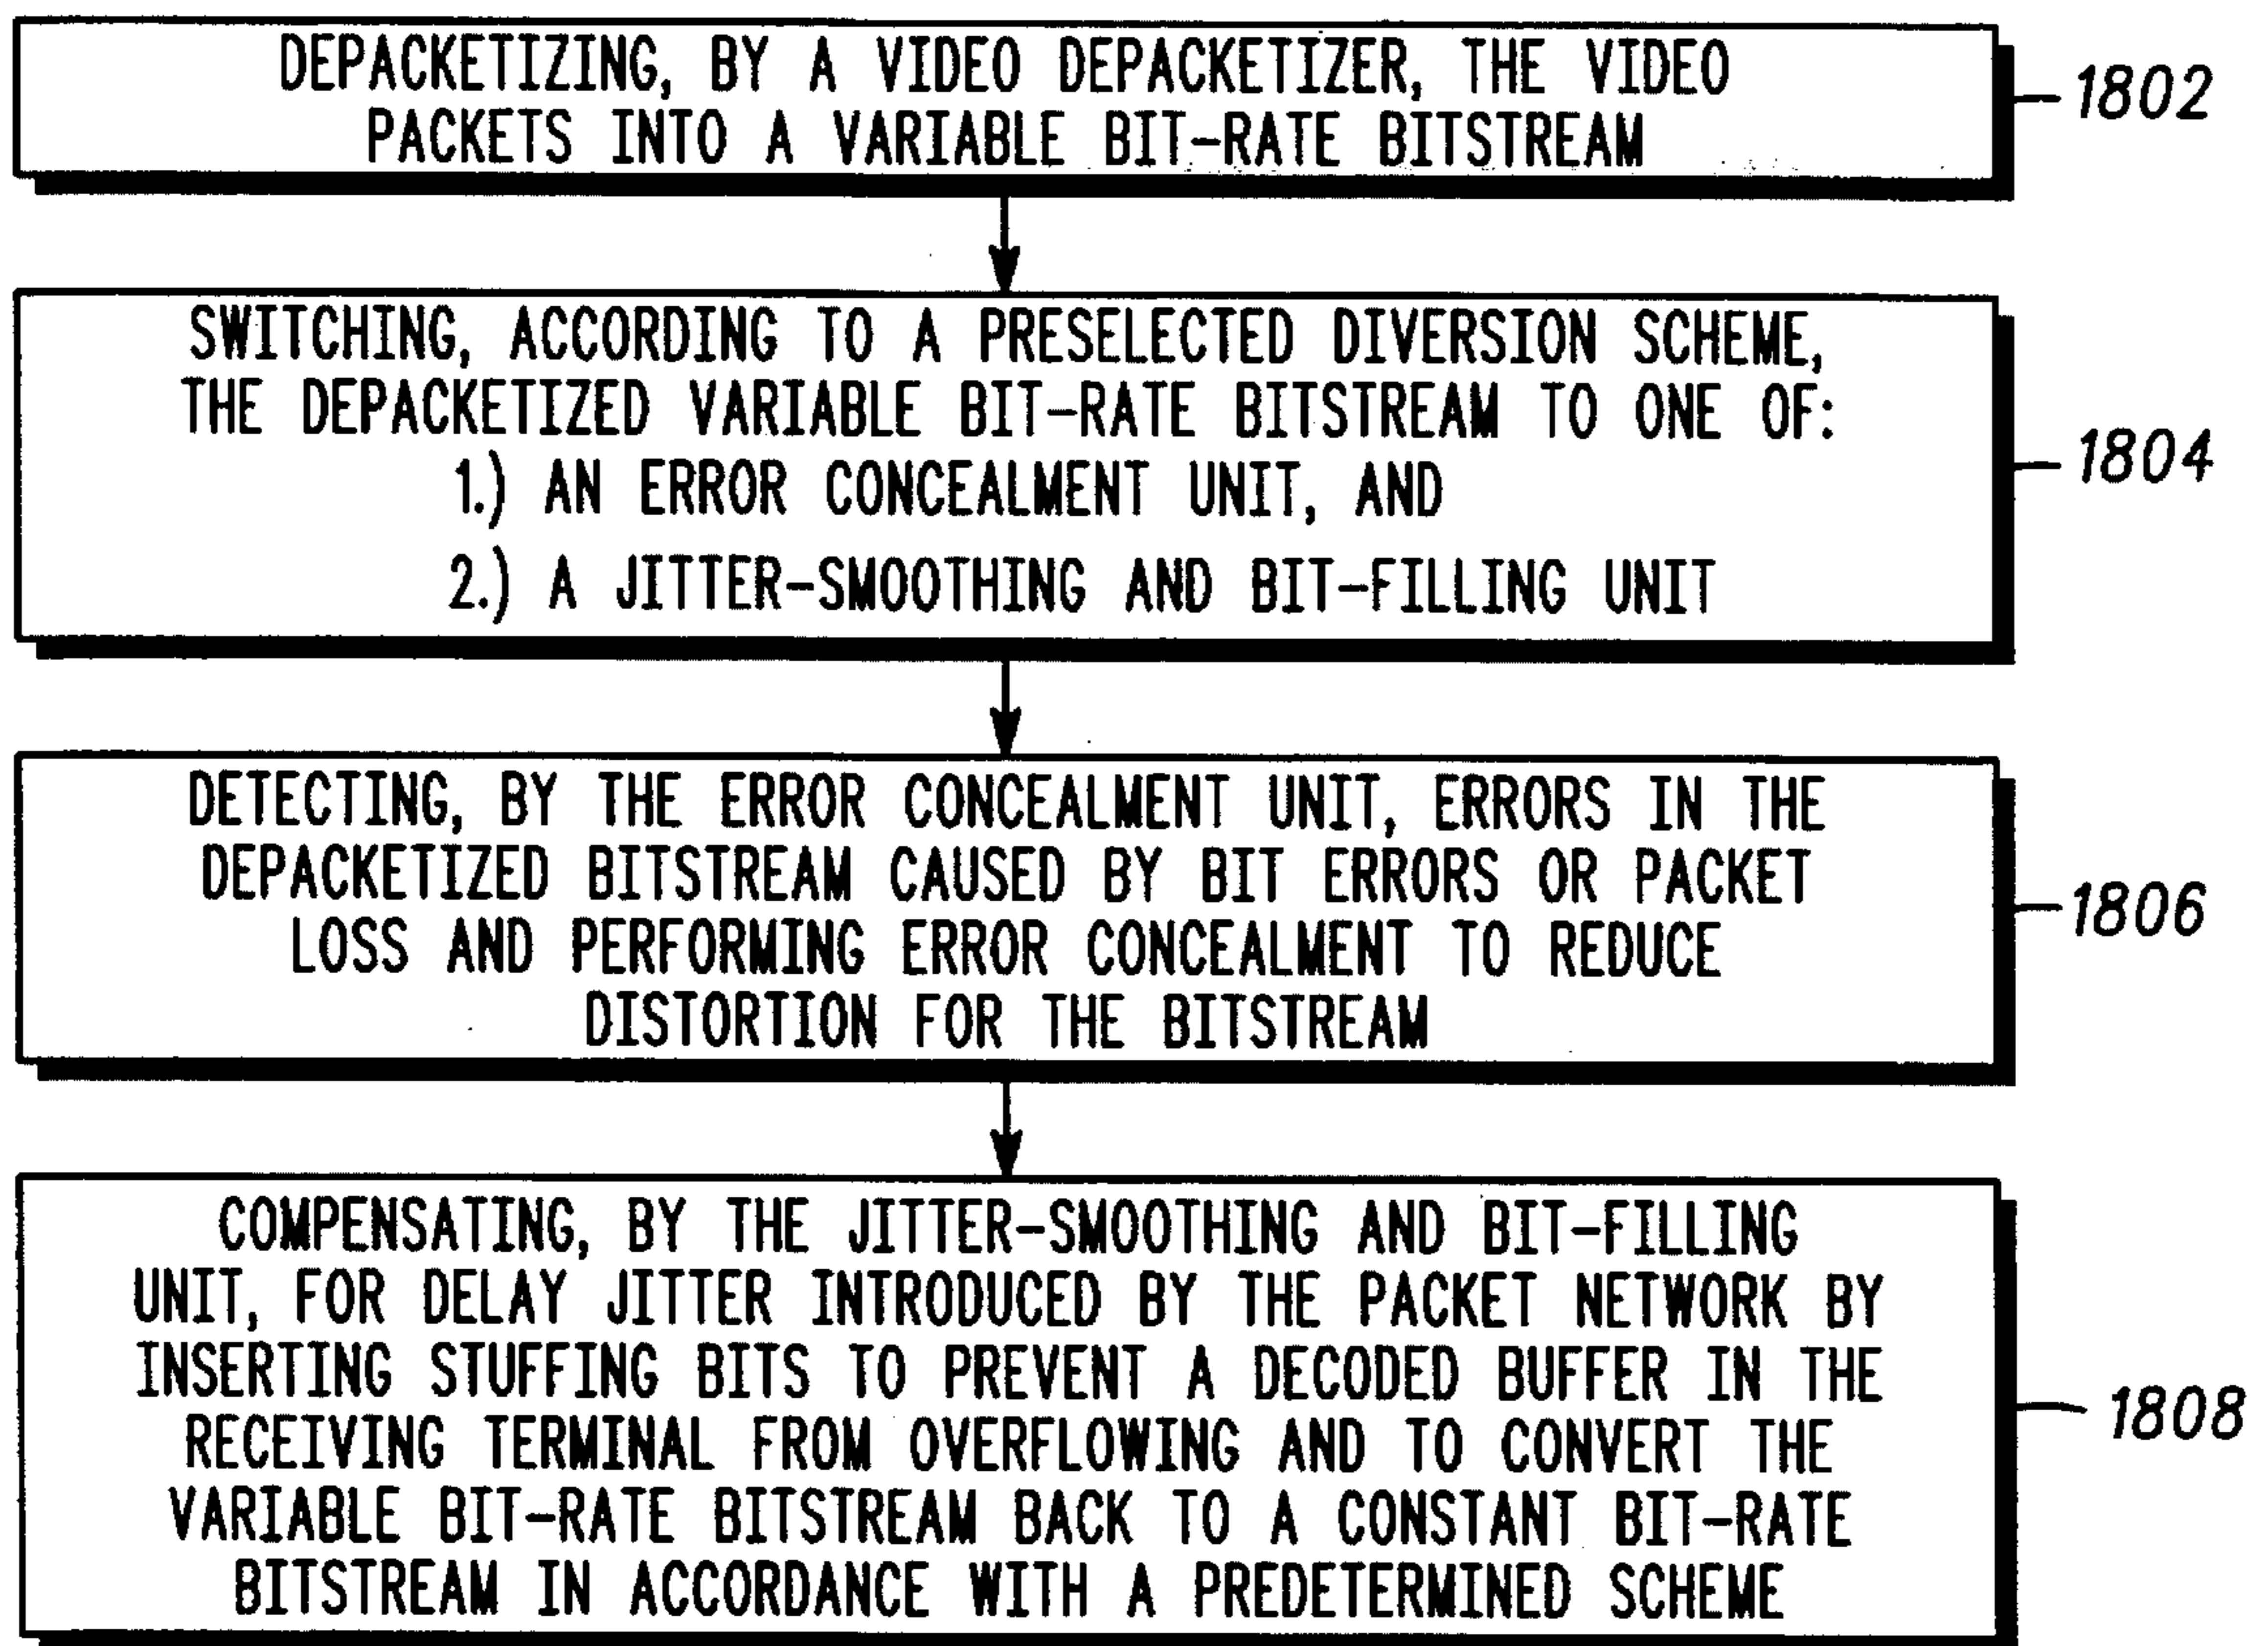 DEPACKETIZING, BY A VIDEO DEPACKETIZER, THE VIDEO
PACKETS INTO A VARIABLE BIT-RATE BITSTREAM
1802
SWITCHING, ACCORDING TO A PRESELECTED DIVERSION SCHEME,
THE DEPACKETIZED VARIABLE BIT-RATE BITSTREAM TO ONE OF:
1.) AN ERROR CONCEALMENT UNIT, AND
2.) A JITTER-SMOOTHING AND BIT-FILLING UNIT
1804
DETECTING, BY THE ERROR CONCEALMENT UNIT, ERRORS IN THE
DEPACKETIZED BITSTREAM CAUSED BY BIT ERRORS OR PACKET
LOSS AND PERFORMING ERROR CONCEALMENT TO REDUCE
DISTORTION FOR THE BITSTREAM
1806
COMPENSATING, BY THE JITTER-SMOOTHING AND BIT-FILLING
UNIT, FOR DELAY JITTER INTRODUCED BY THE PACKET NETWORK BY
INSERTING STUFFING BITS TO PREVENT A DECODED BUFFER IN THE
RECEIVING TERMINAL FROM OVERFLOWING AND TO CONVERT THE
VARIABLE BIT-RATE BITSTREAM BACK TO A CONSTANT BIT-RATE
BITSTREAM IN ACCORDANCE WITH A PREDETERMINED SCHEME
1808